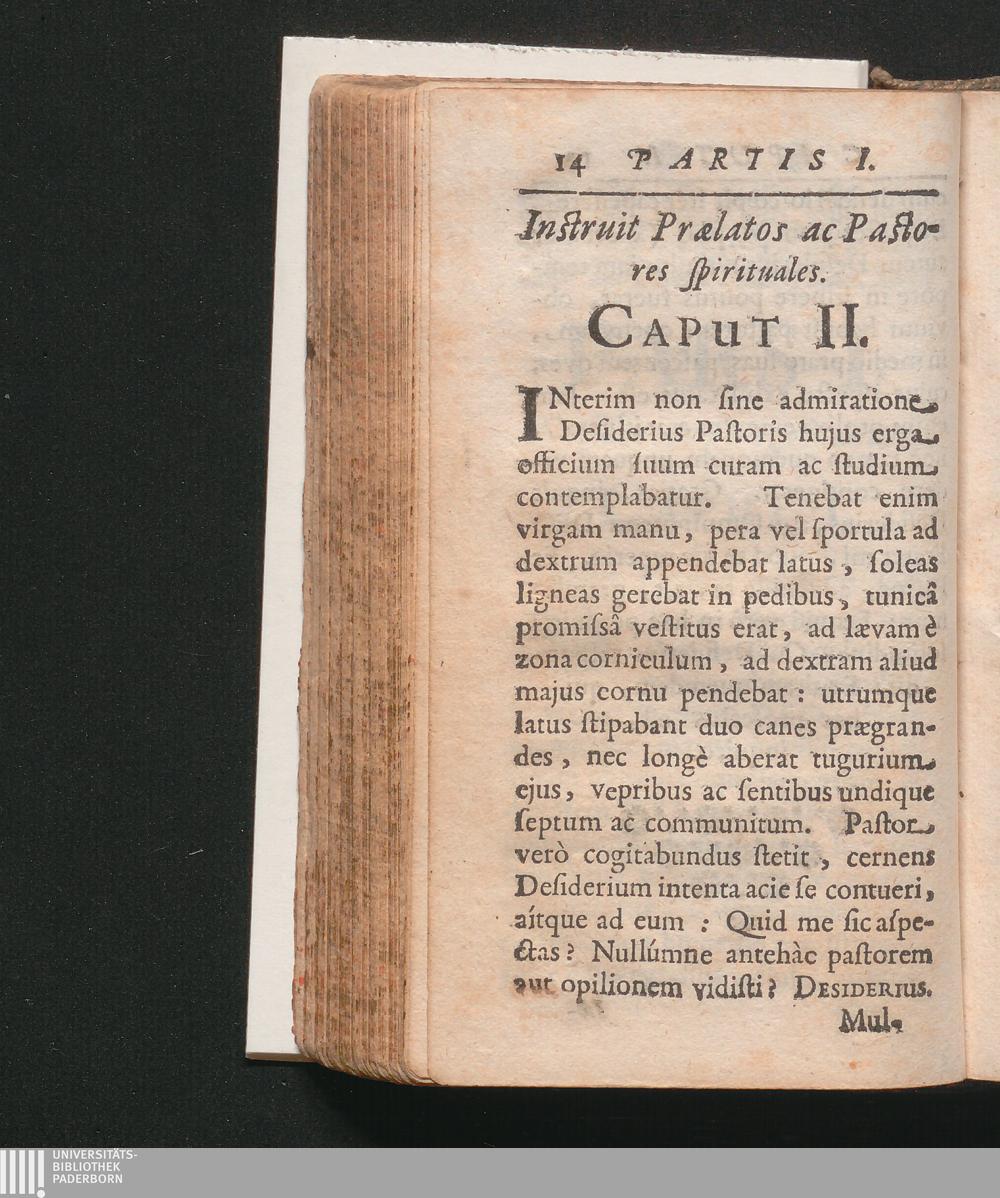 14 PARTIS I.
Instruit Prælatos ac Pasto-
res spirituales.
CAPUT II.
INterim non ſine admiratione
Deſiderius Paſtoris hujus erga
officium ſuum curam ac ſtudium
contemplabatur. Tenebat enim
virgam manu, pera vel ſportula ad
dextrum appendebat latus, ſoleas
ligneas gerebat in pedibus, tunicâ
promiſsâ veſtitus erat, ad lævam è
zona corniculum, ad dextram aliud
majus cornu pendebat: utrumque
latus ſtipabant duo canes prægran-
des, nec longè aberat tugurium
ejus, vepribus ac ſentibus undique
ſeptum ac communitum. Paſtor
verò cogitabundus ſtetit, cernens
Deſiderium intenta acie ſe contueri,
aítque ad eum: Quid me ſic aſpe-
ctas? Nullúmne antehàc paſtorem
aut opilionem vidiſti? DESIDERIUS.
Mul-
UNIVERSITÄTS-
BIBLIOTHEK
PADERBORN